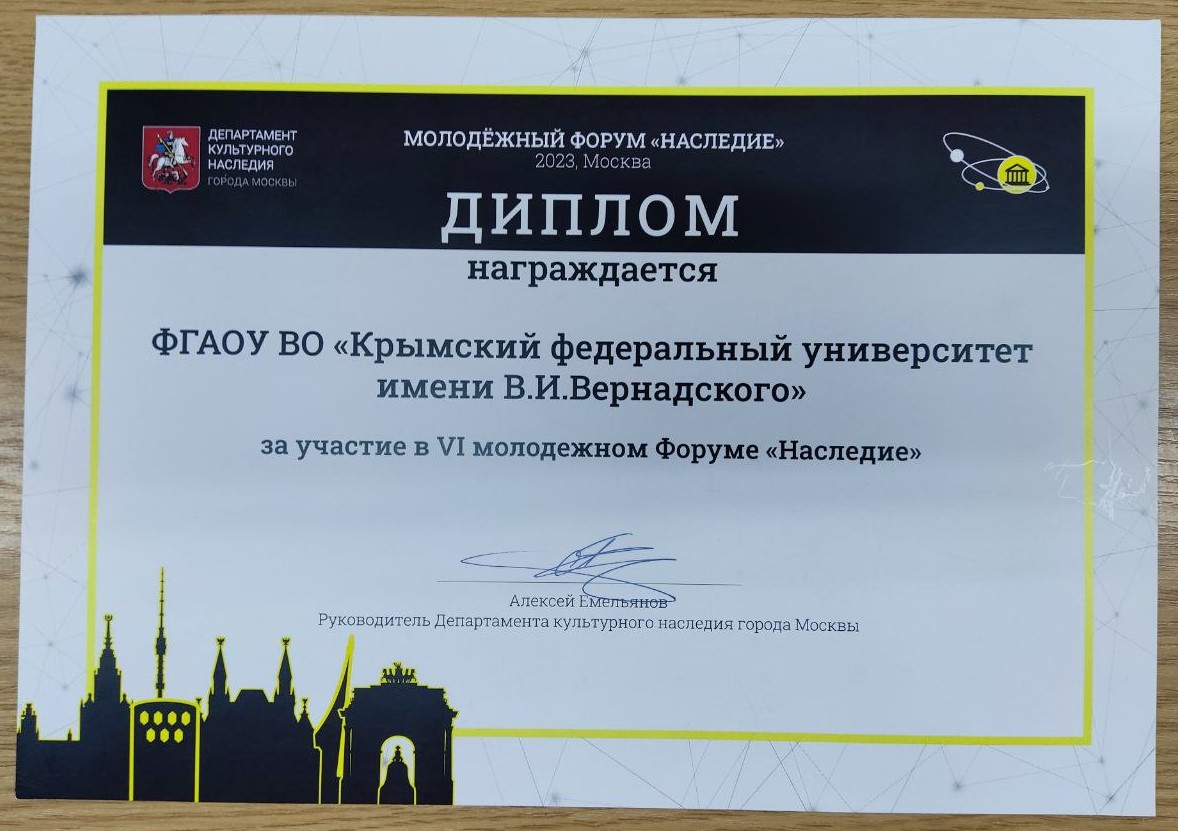 ДЕПАРТАМЕНТ
КУЛЬТУРНОГО
НАСЛЕДИЯ
ГОРОДА МОСКВЫ
МОЛОДЁЖНЫЙ ФОРУМ «НАСЛЕДИЕ»
2023, Москва
ДИПЛОМ
награждается
ФГАОУ ВО «Крымский федеральный университет
имени В.И.Вернадского»
за участие в VI молодежном Форуме «Наследие»
Алексей Емельянов
Руководитель Департамента культурного наследия города Москвы